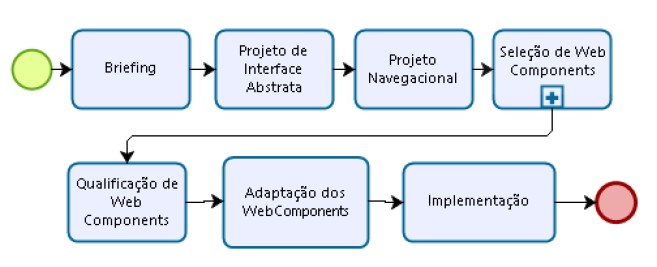 Briefing
Projeto de
Interface
Abstrata
Projeto
Navegacional
Seleção de Web
Components
Qualificação de
Web
Components
Adaptação dos
WebComponents
Implementação